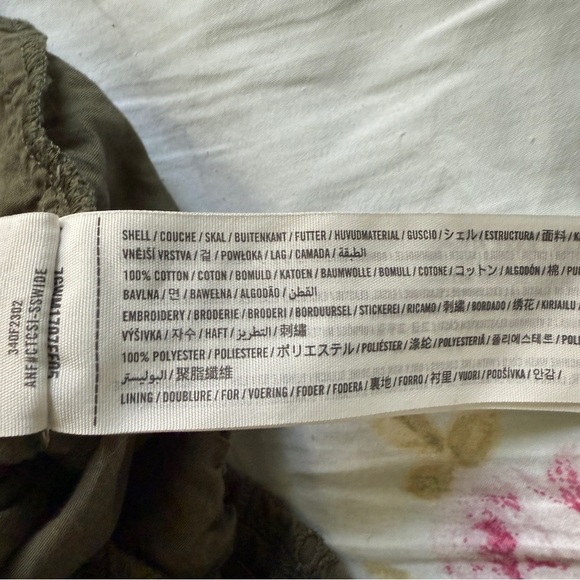 SHELL / COUCHE / SKAL / BUITENKANT / FUTTER / HUVUDMATERIAL / GUSCIO / シェル / ESTRUCTURA / 面料 /
VNĚJŠÍ VRSTVA / 겉 / POWŁOKA / LAG / CAMADA / الطبقة /
100% COTTON / COTON / BOMULD / KATOEN / BAUMWOLLE / BOMULL / COTONE / コットン / ALGODÓN / 棉 /
BAVLNA / 면 / BAWEŁNA / ALGODÃO / القطن /
EMBROIDERY / BRODERIE / BRODERI / BORDUURSEL / STICKEREI / RICAMO / 刺繍 / BORDADO / 绣花 / KIRJAILU /
VÝŠIVKA / 자수 / HAFT / التطريز / 刺繡
100% POLYESTER / POLIESTERE / ポリエステル / POLIÉSTER / 涤纶 / POLYESTERIÄ / 폴리에스테르 /
البوليستر / 聚脂纖维
LINING / DOUBLURE / FOR / VOERING / FODER / FODERA / 裏地 / FORRO / 衬里 / VUORI / PODŠÍVKA / 안감 /
340F2302